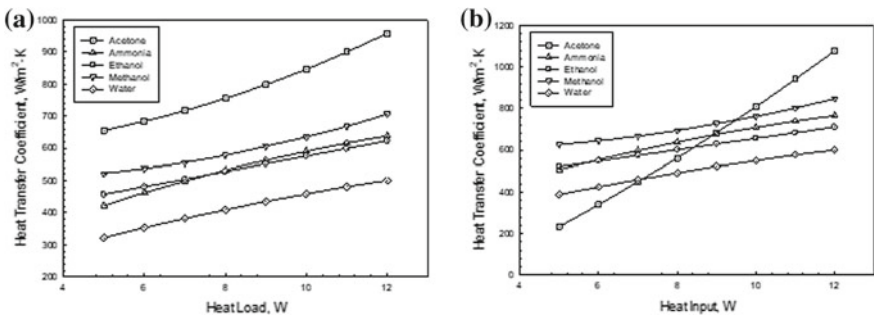 (a)
1000
900
800
700
600
500
400
300
200
Heat Transfer Coefficient, W/m²-K
Acetone
Ammonia
Ethanol
Methanol
Water
4
6
8
10
12
Heat Load, W
(b)
1200
1000
800
600
400
200
0
Heat Transfer Coefficient, W/m²-K
Acetone
Ammonia
Ethanol
Methanol
Water
4
6
8
10
12
Heat Input, W